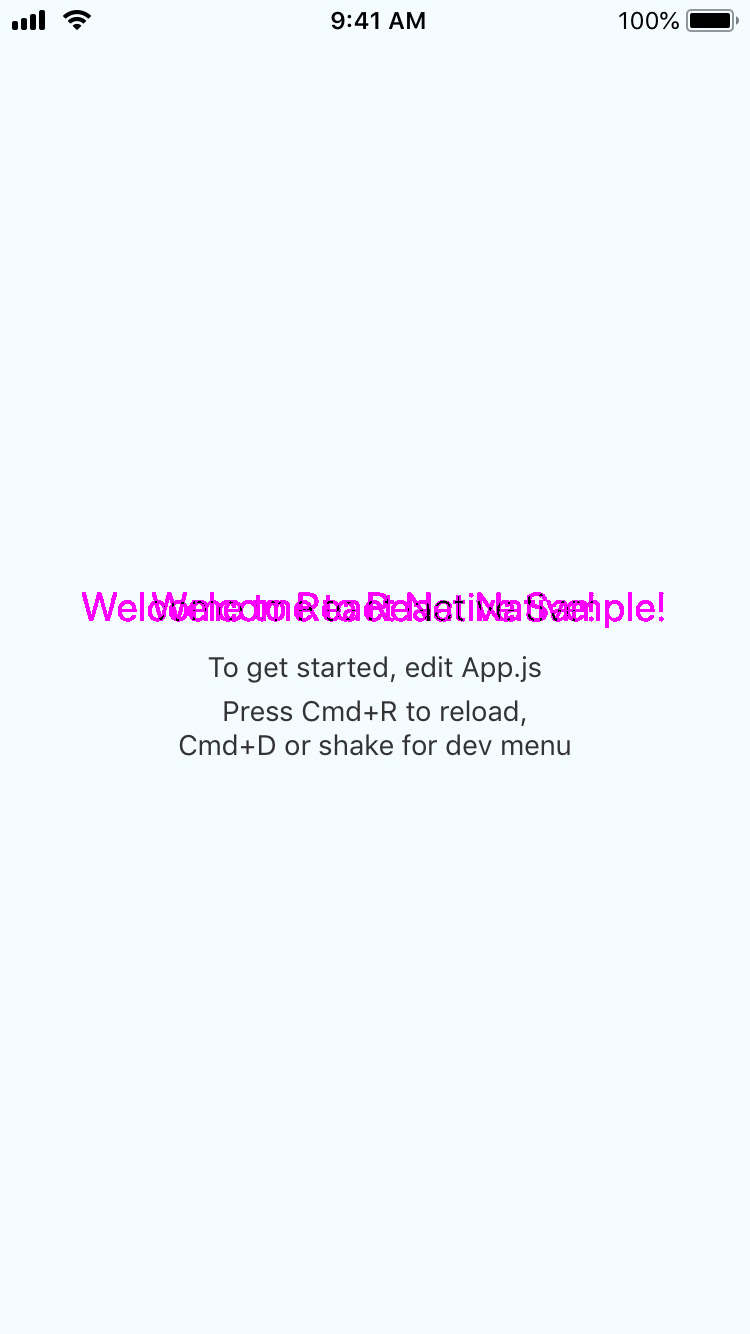 9:41 AM 100%
Welcome to React Native Sample!
Welcome to React Native!
To get started, edit App.js
Press Cmd+R to reload,
Cmd+D or shake for dev menu